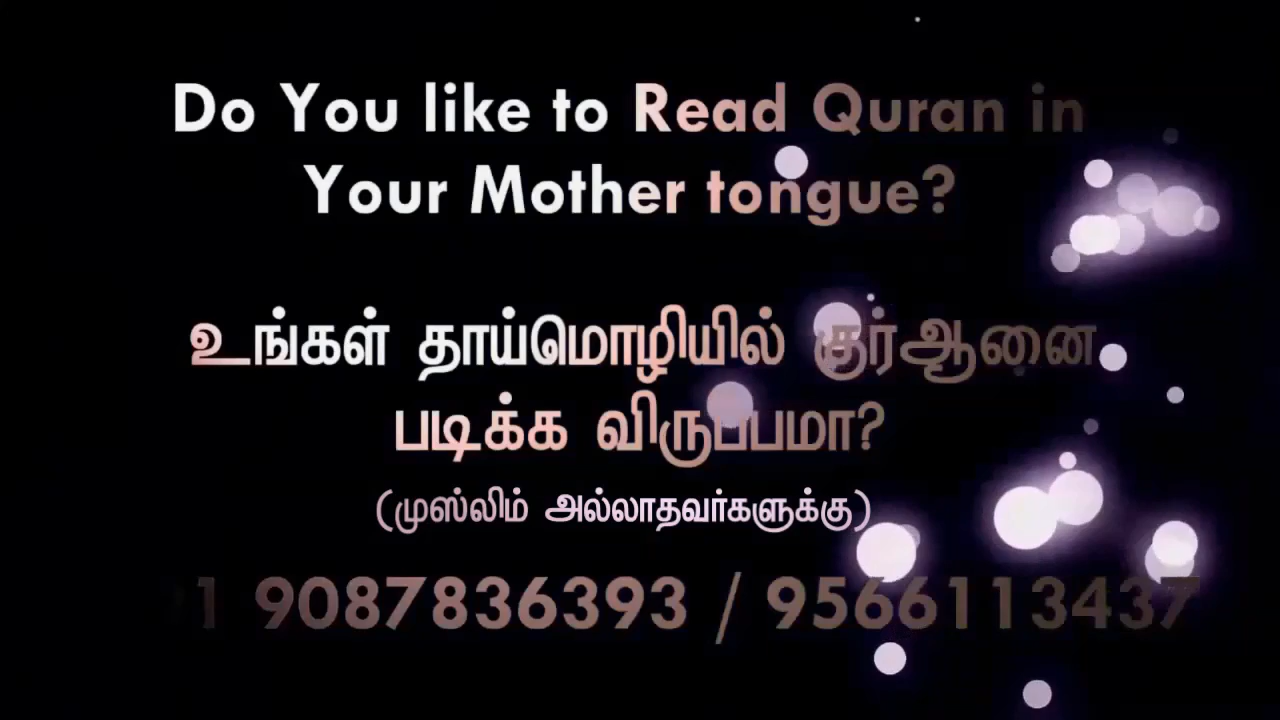 Do You like to Read Quran in
Your Mother tongue?
உங்கள் தாய்மொழியில் குர்ஆனை
படிக்க விருப்பமா?
(முஸ்லிம் அல்லாதவர்களுக்கு)
91 9087836393 / 9566113437